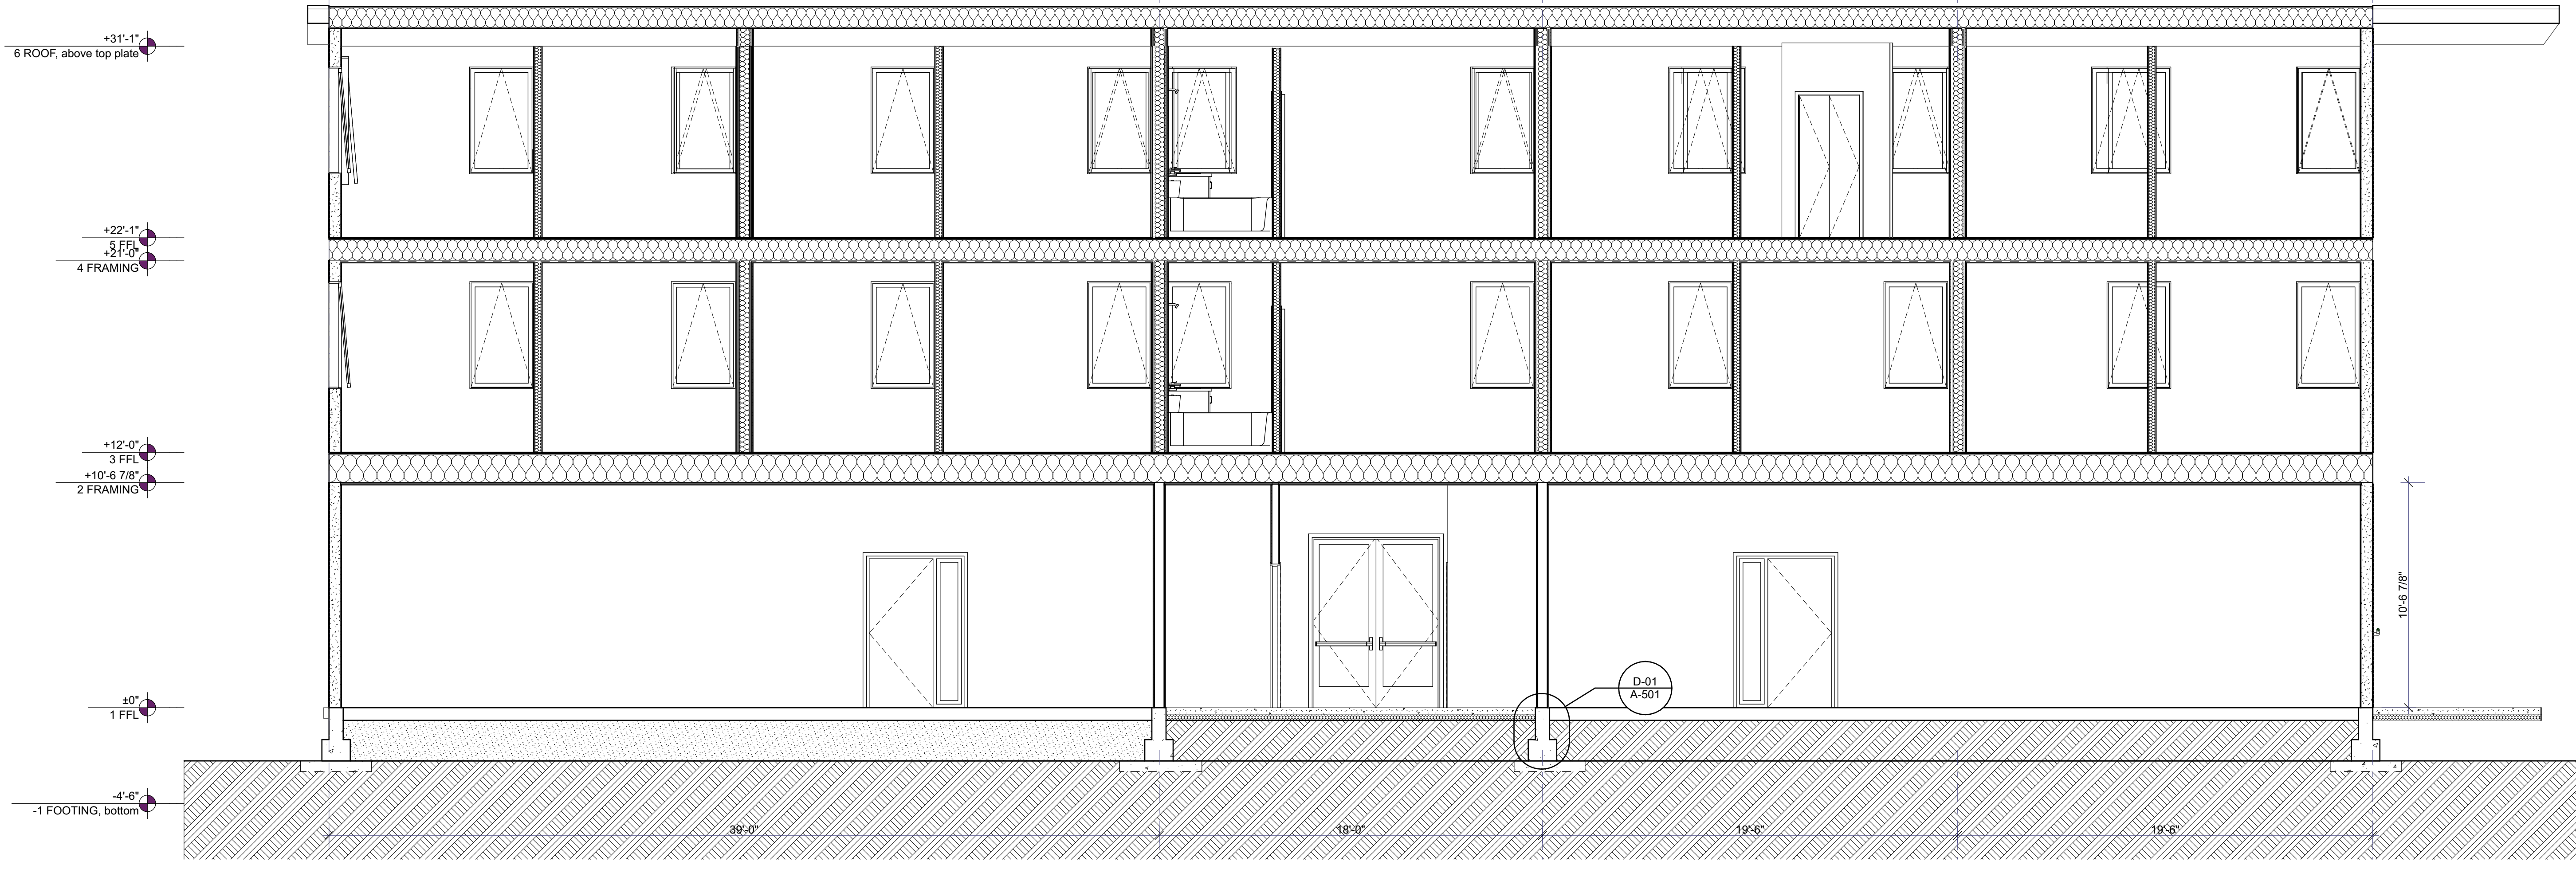 +31'-1"
6 ROOF, above top plate
+22'-1"
5 FFL
+21'-0"
4 FRAMING
+12'-0"
3 FFL
+10'-6 7/8"
2 FRAMING
10'-6 7/8"
D-01
A-501
±0"
1 FFL
-4'-6"
-1 FOOTING, bottom
39'-0"
18'-0"
19'-6"
19'-6"